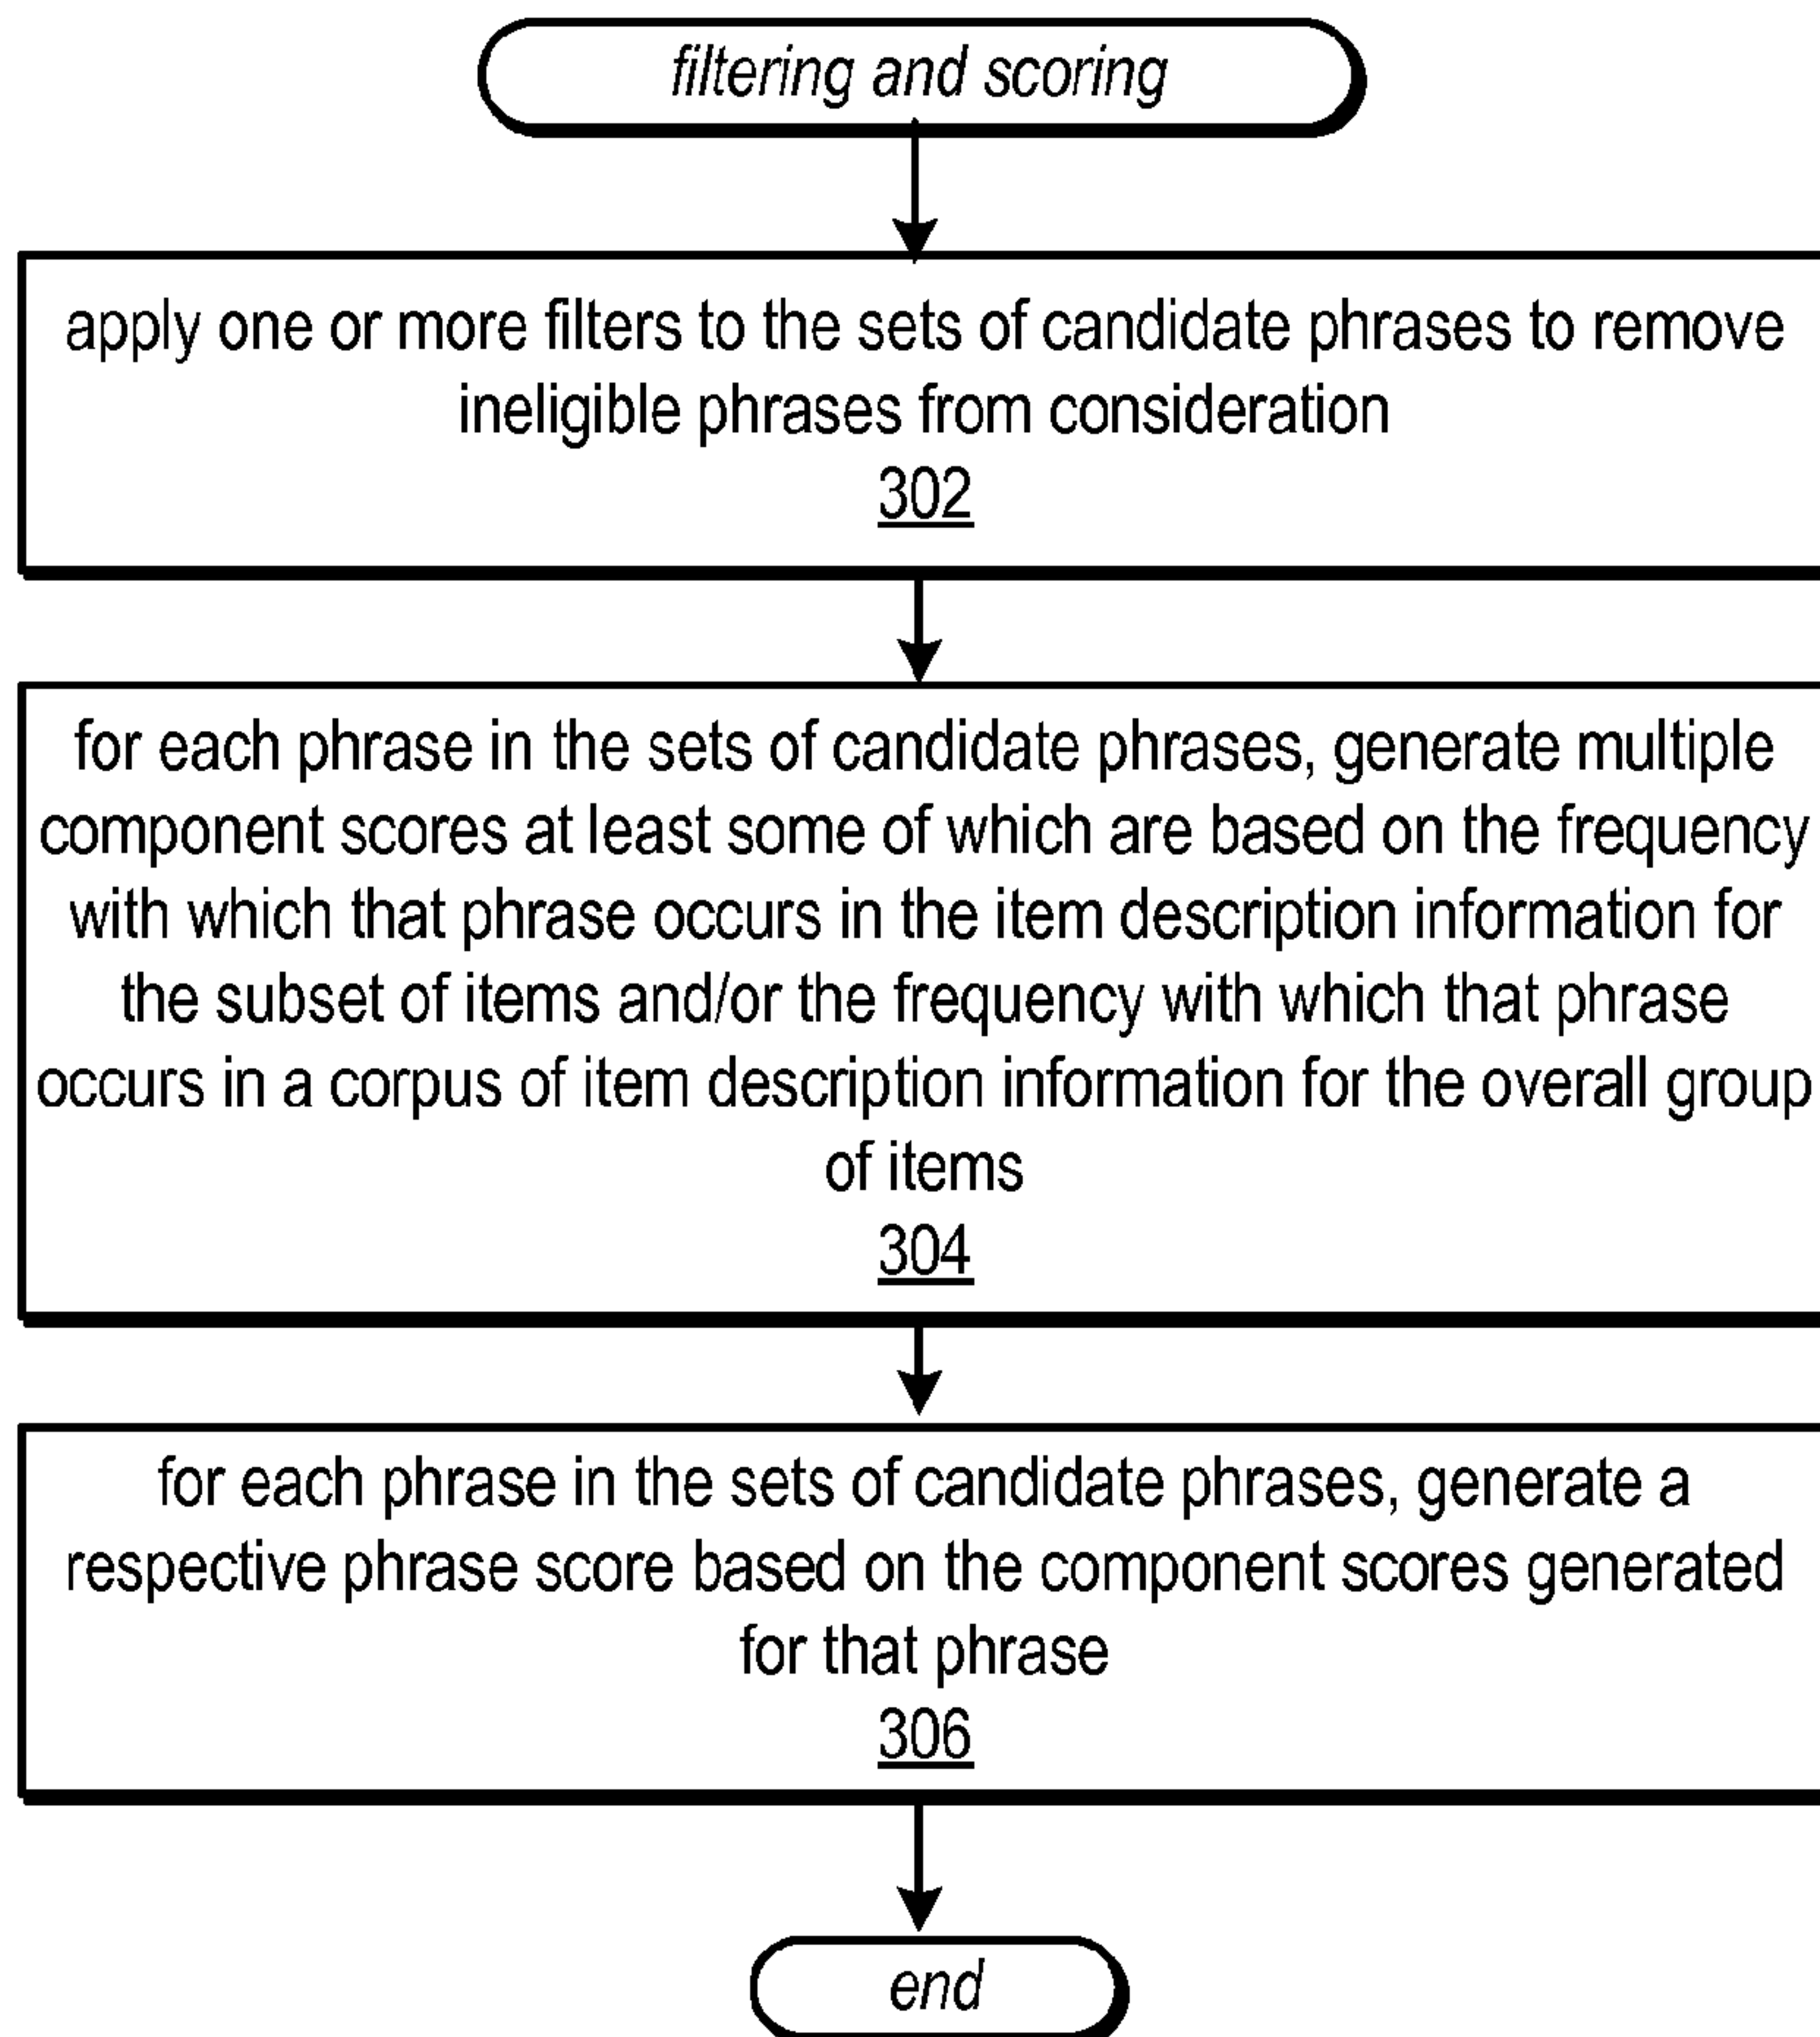 filtering and scoring
apply one or more filters to the sets of candidate phrases to remove
ineligible phrases from consideration
302
for each phrase in the sets of candidate phrases, generate multiple
component scores at least some of which are based on the frequency
with which that phrase occurs in the item description information for
the subset of items and/or the frequency with which that phrase
occurs in a corpus of item description information for the overall group
of items
304
for each phrase in the sets of candidate phrases, generate a
respective phrase score based on the component scores generated
for that phrase
306
end